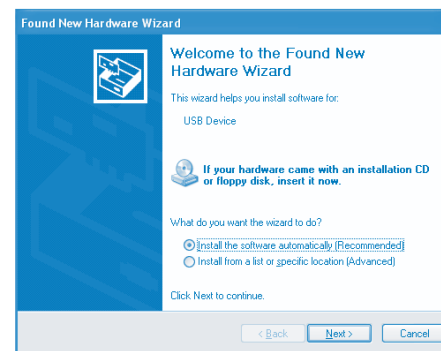 Found New Hardware Wizard
Welcome to the Found New
Hardware Wizard
This wizard helps you install software for:
USB Device
If your hardware came with an installation CD
or floppy disk, insert it now.
What do you want the wizard to do?
Install the software automatically (Recommended)
Install from a list or specific location (Advanced)
Click Next to continue.
< Back Next > Cancel